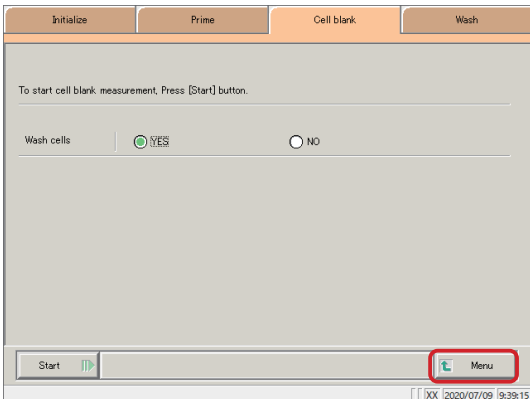 Initialize Prime Cell blank Wash
To start cell blank measurement, Press [Start] button.
Wash cells YES NO
Start Menu
XX 2020/07/09 9:39:15